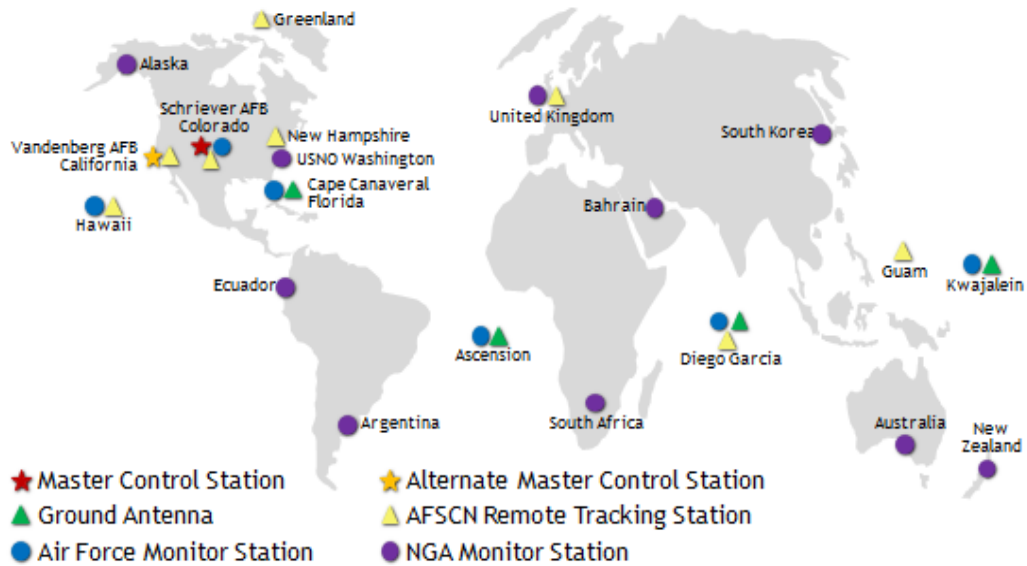 Greenland
Alaska
Schriever AFB
Colorado
New Hampshire
Vandenberg AFB
California
USNO Washington
Cape Canaveral
Florida
Hawaii
United Kingdom
South Korea
Bahrain
Ecuador
Guam
Kwajalein
Ascension
Diego Garcia
Argentina
South Africa
Australia
New
Zealand
Master Control Station
Alternate Master Control Station
Ground Antenna
AFSCN Remote Tracking Station
Air Force Monitor Station
NGA Monitor Station